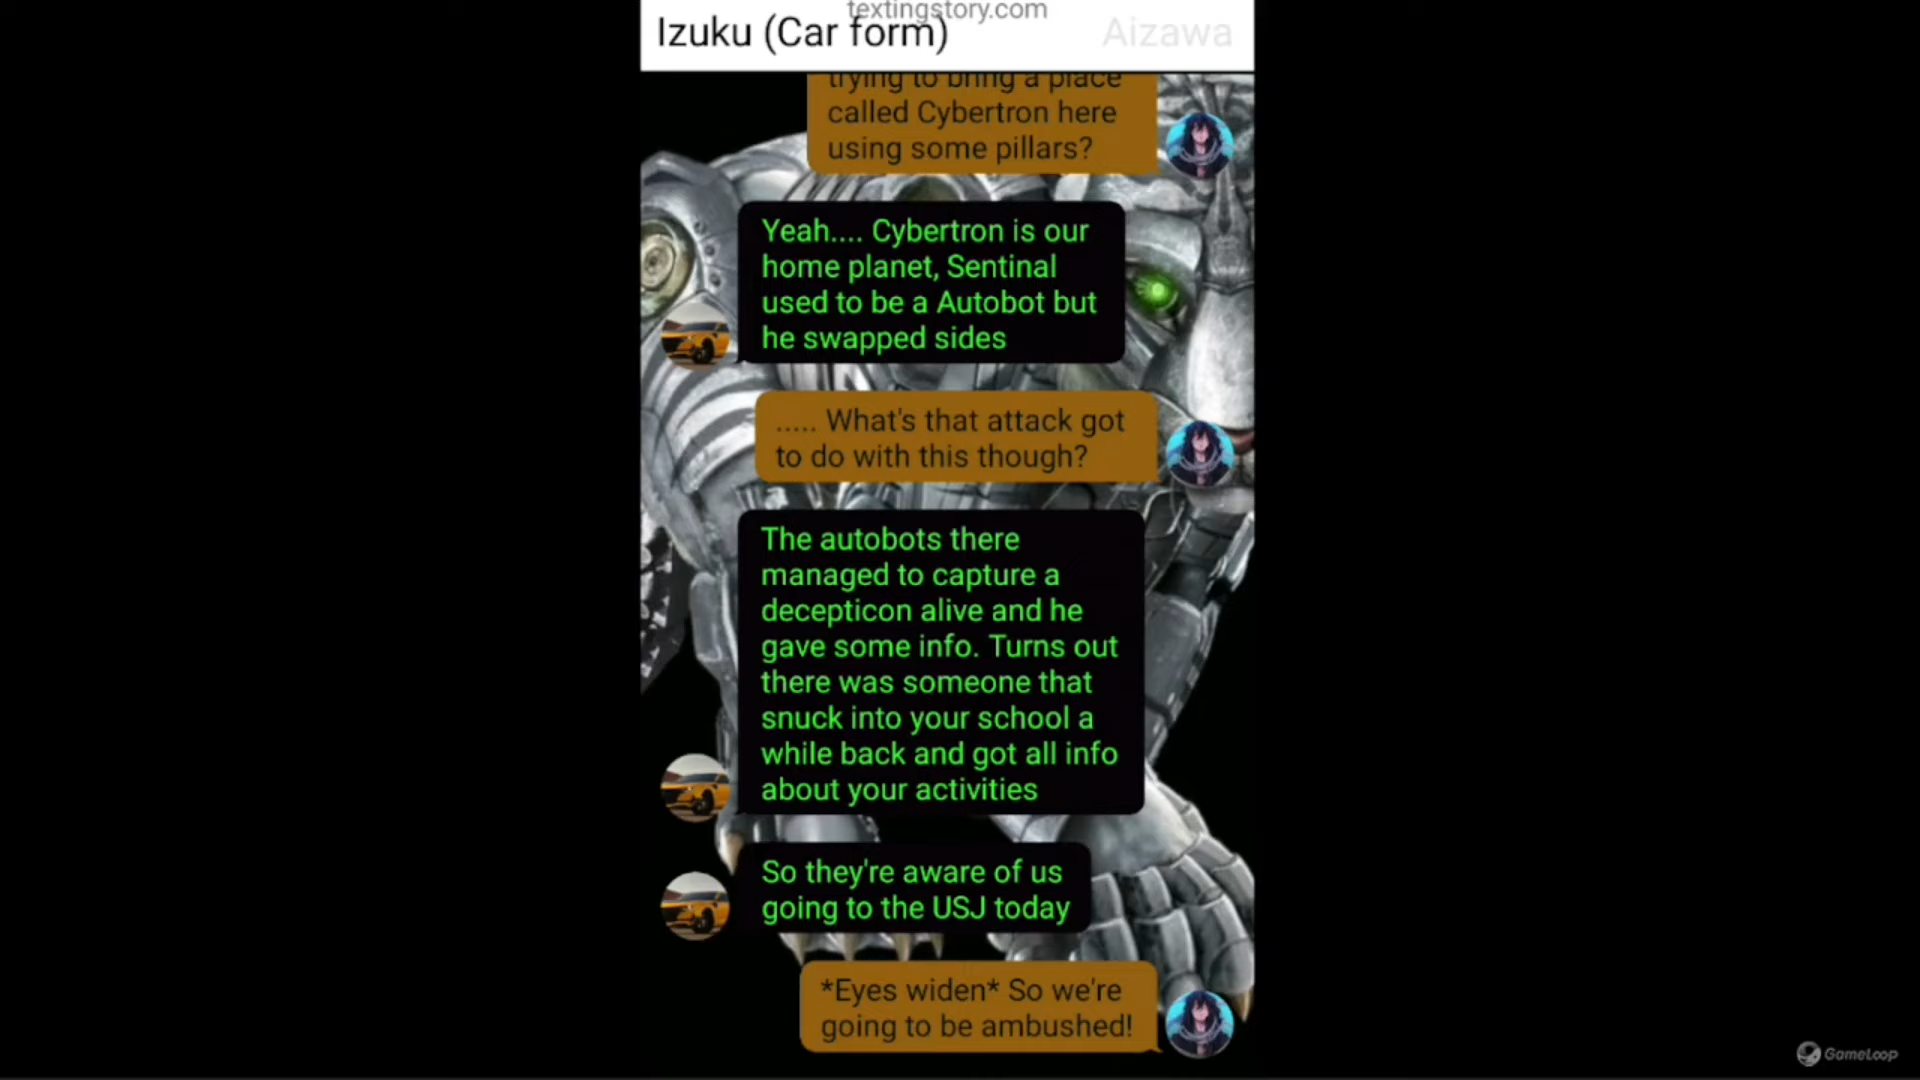 textingstory.com
Izuku (Car form)
Aizawa
trying to bring a place
called Cybertron here
using some pillars?
Yeah.... Cybertron is our
home planet, Sentinal
used to be a Autobot but
he swapped sides
..... What's that attack got
to do with this though?
The autobots there
managed to capture a
decepticon alive and he
gave some info. Turns out
there was someone that
snuck into your school a
while back and got all info
about your activities
So they're aware of us
going to the USJ today
*Eyes widen* So we're
going to be ambushed!
GameLoop